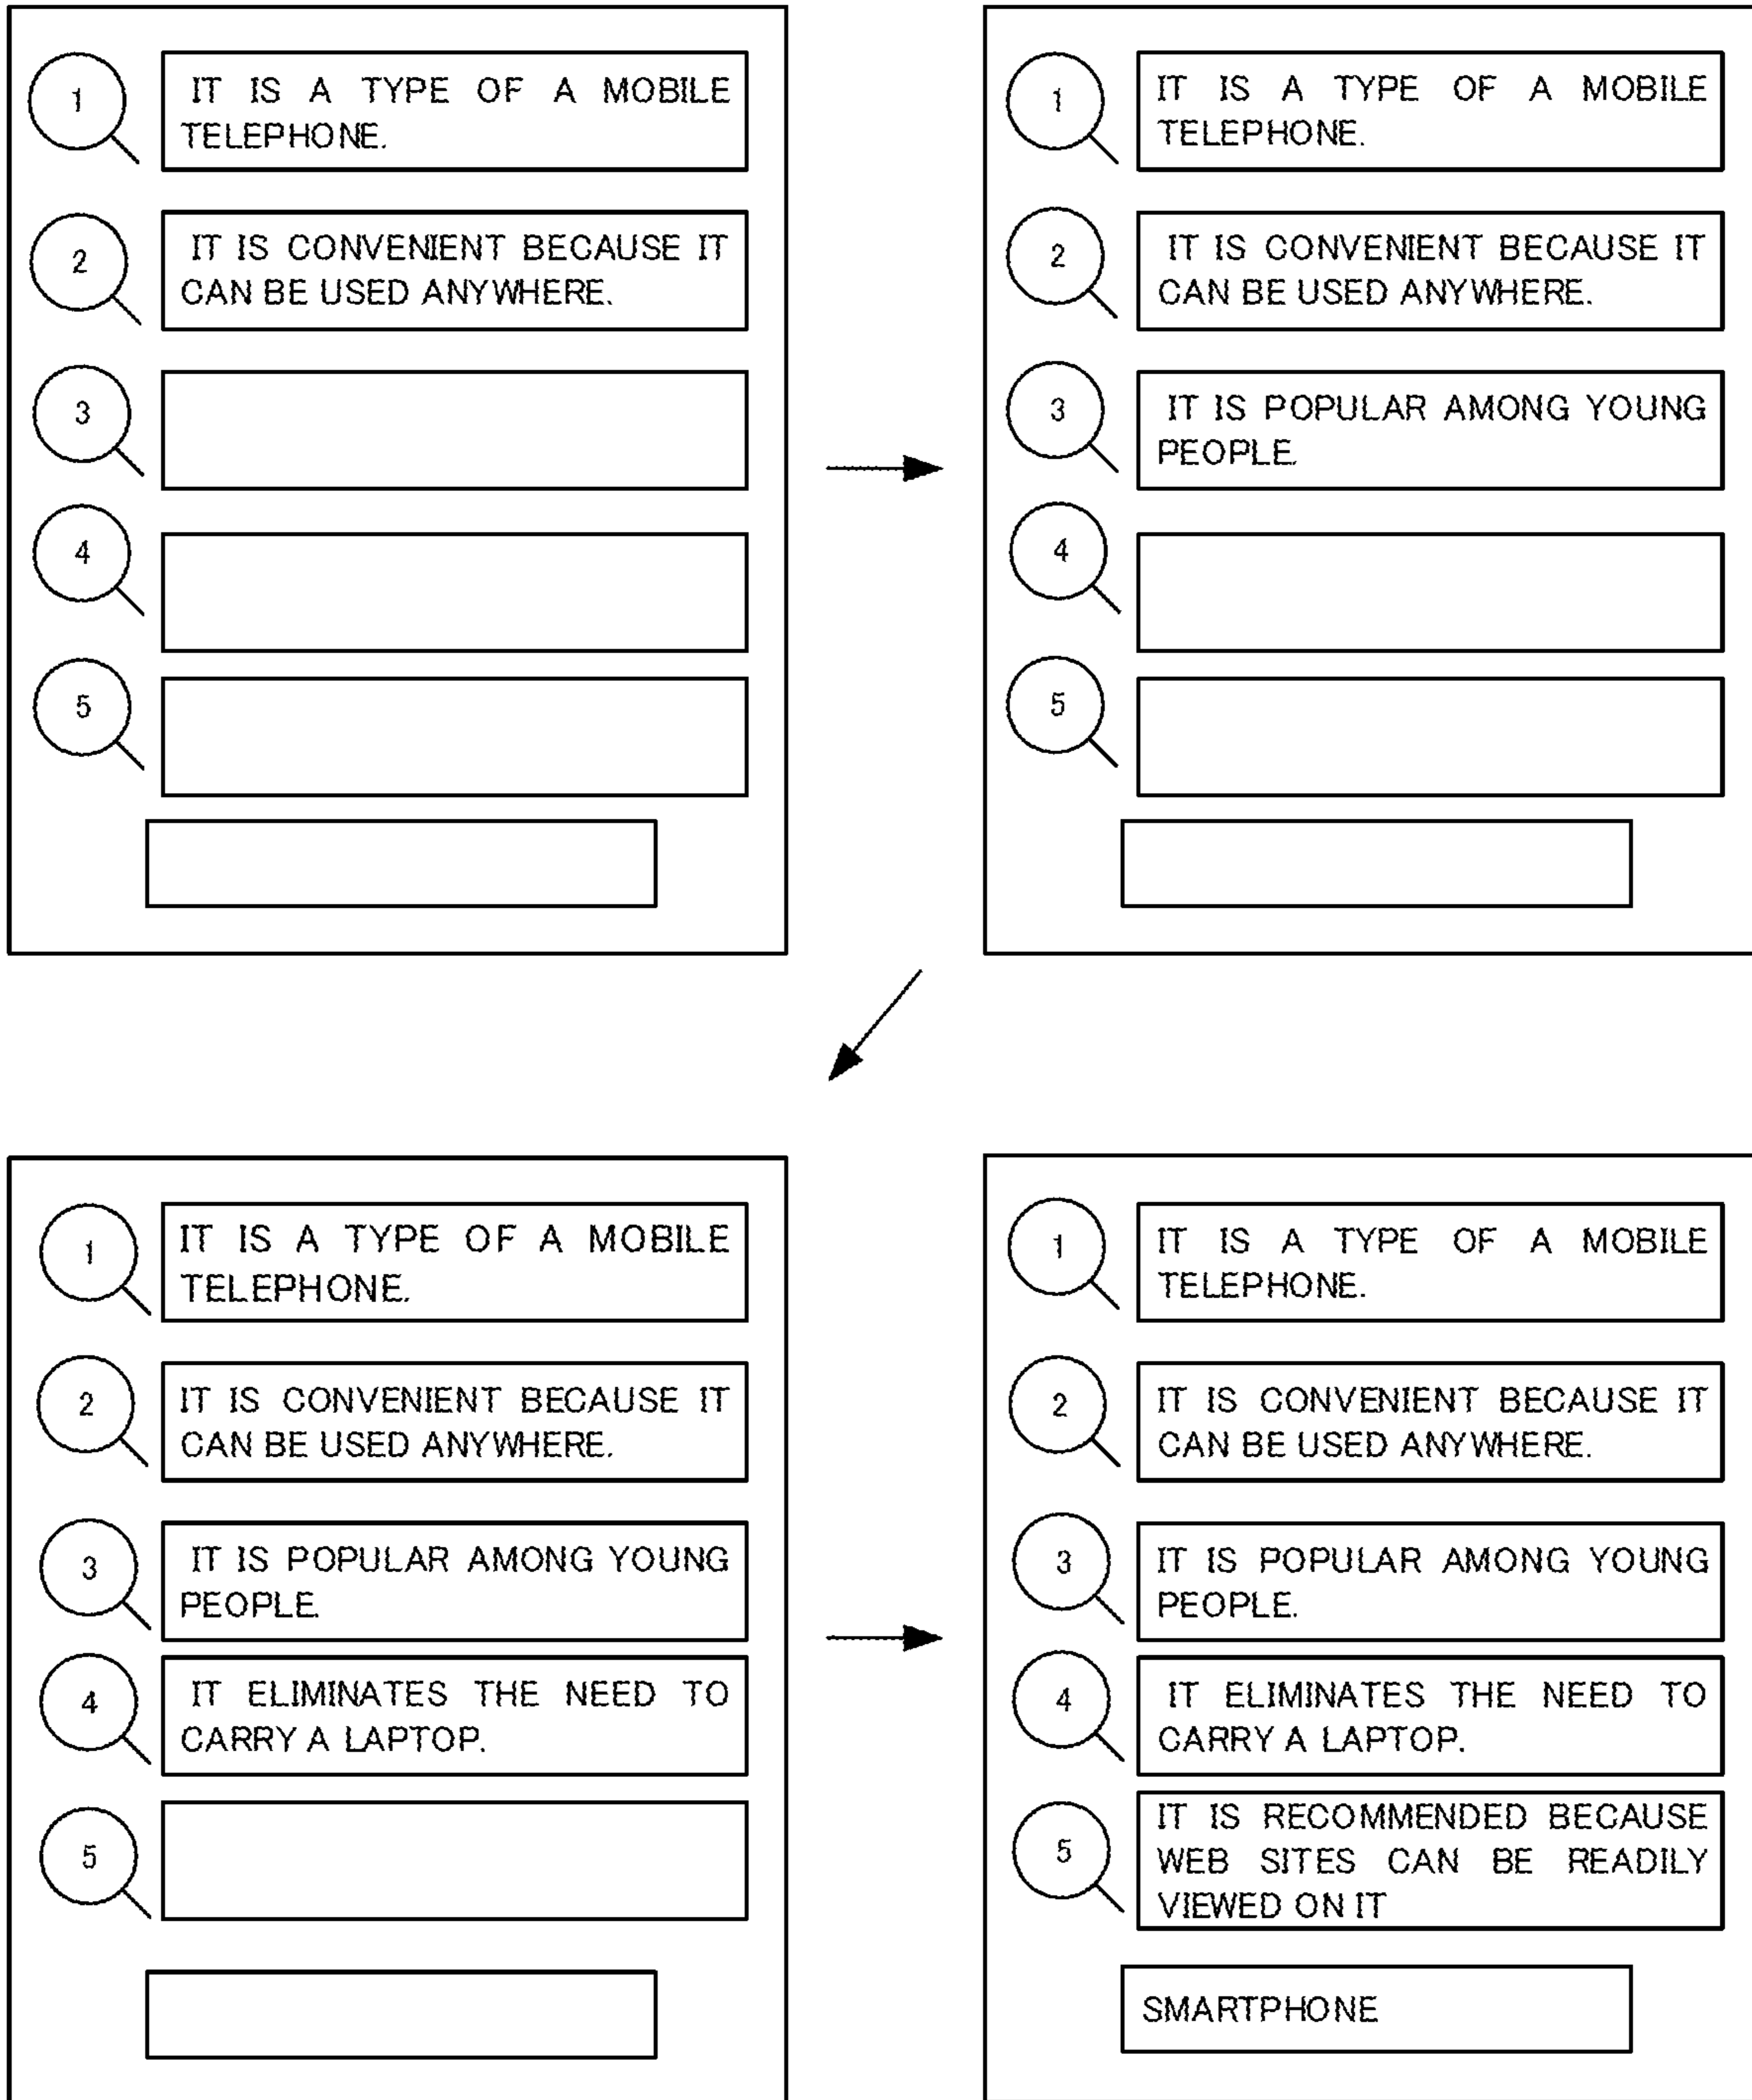 1
IT IS A TYPE OF A MOBILE
TELEPHONE.
2
IT IS CONVENIENT BECAUSE IT
CAN BE USED ANYWHERE.
3
4
5
1
IT IS A TYPE OF A MOBILE
TELEPHONE.
2
IT IS CONVENIENT BECAUSE IT
CAN BE USED ANYWHERE.
3
IT IS POPULAR AMONG YOUNG
PEOPLE.
4
5
1
IT IS A TYPE OF A MOBILE
TELEPHONE.
2
IT IS CONVENIENT BECAUSE IT
CAN BE USED ANYWHERE.
3
IT IS POPULAR AMONG YOUNG
PEOPLE.
4
IT ELIMINATES THE NEED TO
CARRY A LAPTOP.
5
1
IT IS A TYPE OF A MOBILE
TELEPHONE.
2
IT IS CONVENIENT BECAUSE IT
CAN BE USED ANYWHERE.
3
IT IS POPULAR AMONG YOUNG
PEOPLE.
4
IT ELIMINATES THE NEED TO
CARRY A LAPTOP.
5
IT IS RECOMMENDED BECAUSE
WEB SITES CAN BE READILY
VIEWED ON IT
SMARTPHONE